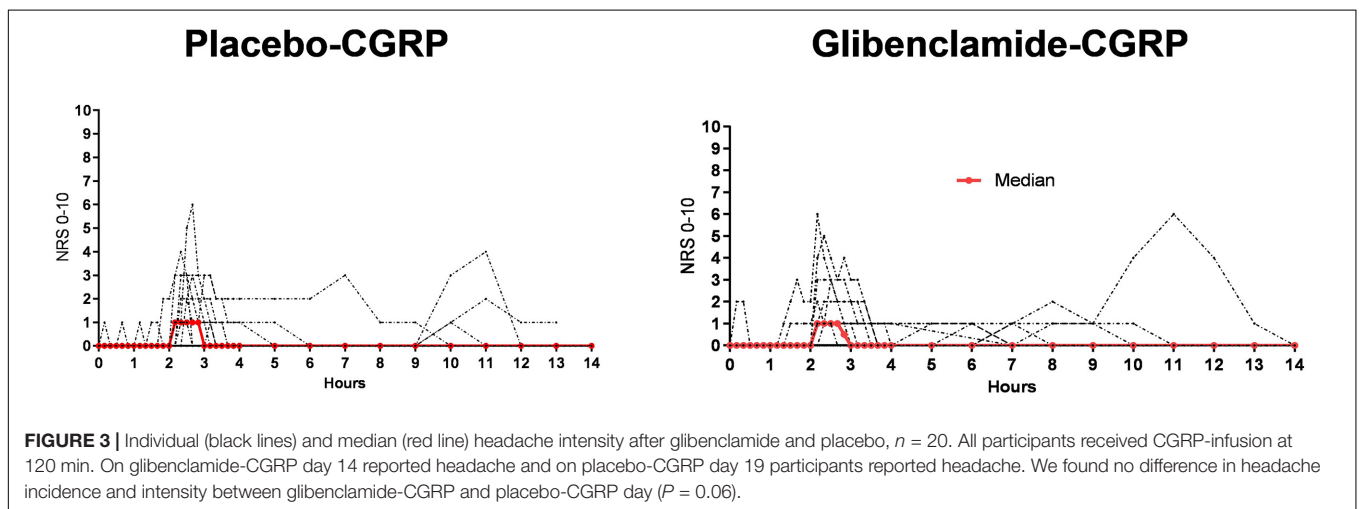 Placebo-CGRP
10
9
8
7
6
5
4
3
2
1
0
NRS 0-10
0 1 2 3 4 5 6 7 8 9 10 11 12 13 14
Hours
Glibenclamide-CGRP
10
9
8
7
6
5
4
3
2
1
0
NRS 0-10
Median
0 1 2 3 4 5 6 7 8 9 10 11 12 13 14
Hours
FIGURE 3 | Individual (black lines) and median (red line) headache intensity after glibenclamide and placebo, n = 20. All participants received CGRP-infusion at
120 min. On glibenclamide-CGRP day 14 reported headache and on placebo-CGRP day 19 participants reported headache. We found no difference in headache
incidence and intensity between glibenclamide-CGRP and placebo-CGRP day (P = 0.06).